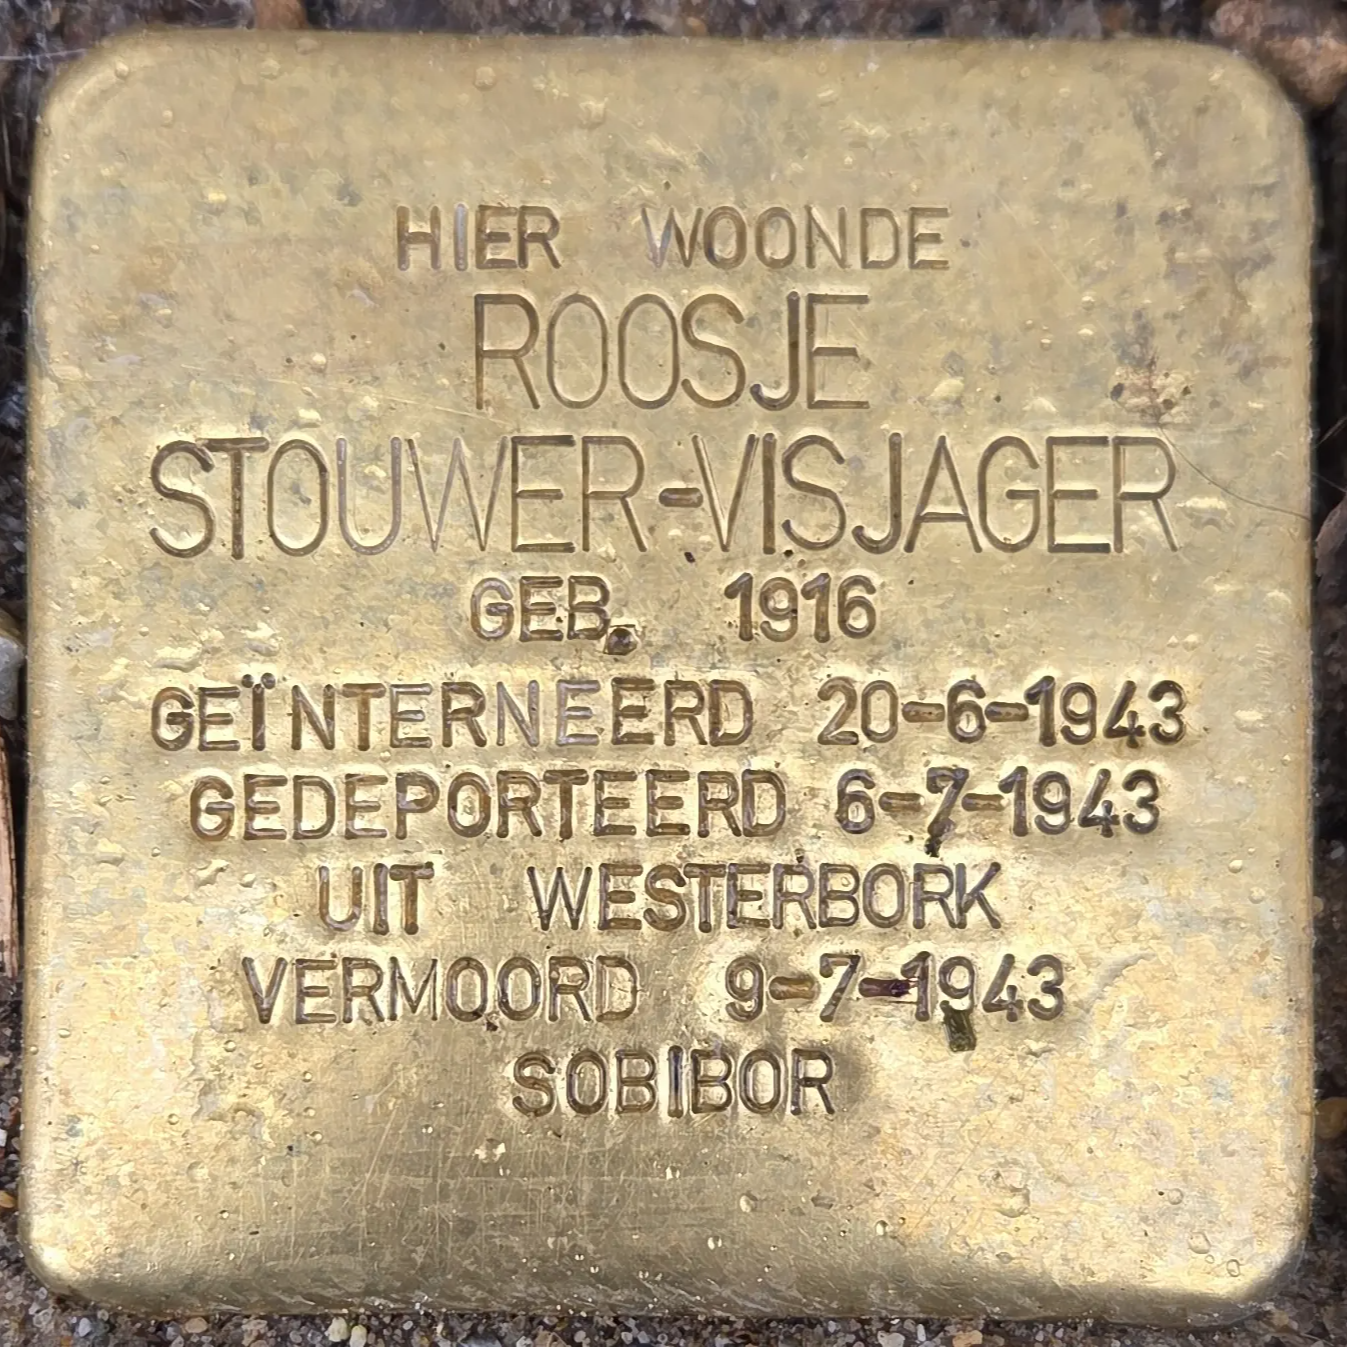 HIER WOONDE
ROOSJE
STOUWER-VISJAGER
GEB. 1916
GEÏNTERNEERD 20-6-1943
GEDEPORTEERD 6-7-1943
UIT WESTERBORK
VERMOORD 9-7-1943
SOBIBOR